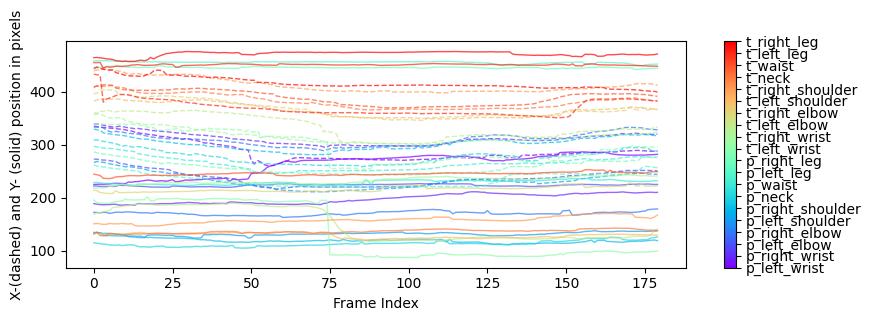 X-(dashed) and Y- (solid) position in pixels
400
300
200
100
0
25
50
75
100
125
150
175
Frame Index
t_right_leg
t_left_leg
t_waist
t_neck
t_right_shoulder
t_left_shoulder
t_right_elbow
t_left_elbow
t_right_wrist
t_left_wrist
p_right_leg
p_left_leg
p_waist
p_neck
p_right_shoulder
p_left_shoulder
p_right_elbow
p_left_elbow
p_right_wrist
p_left_wrist